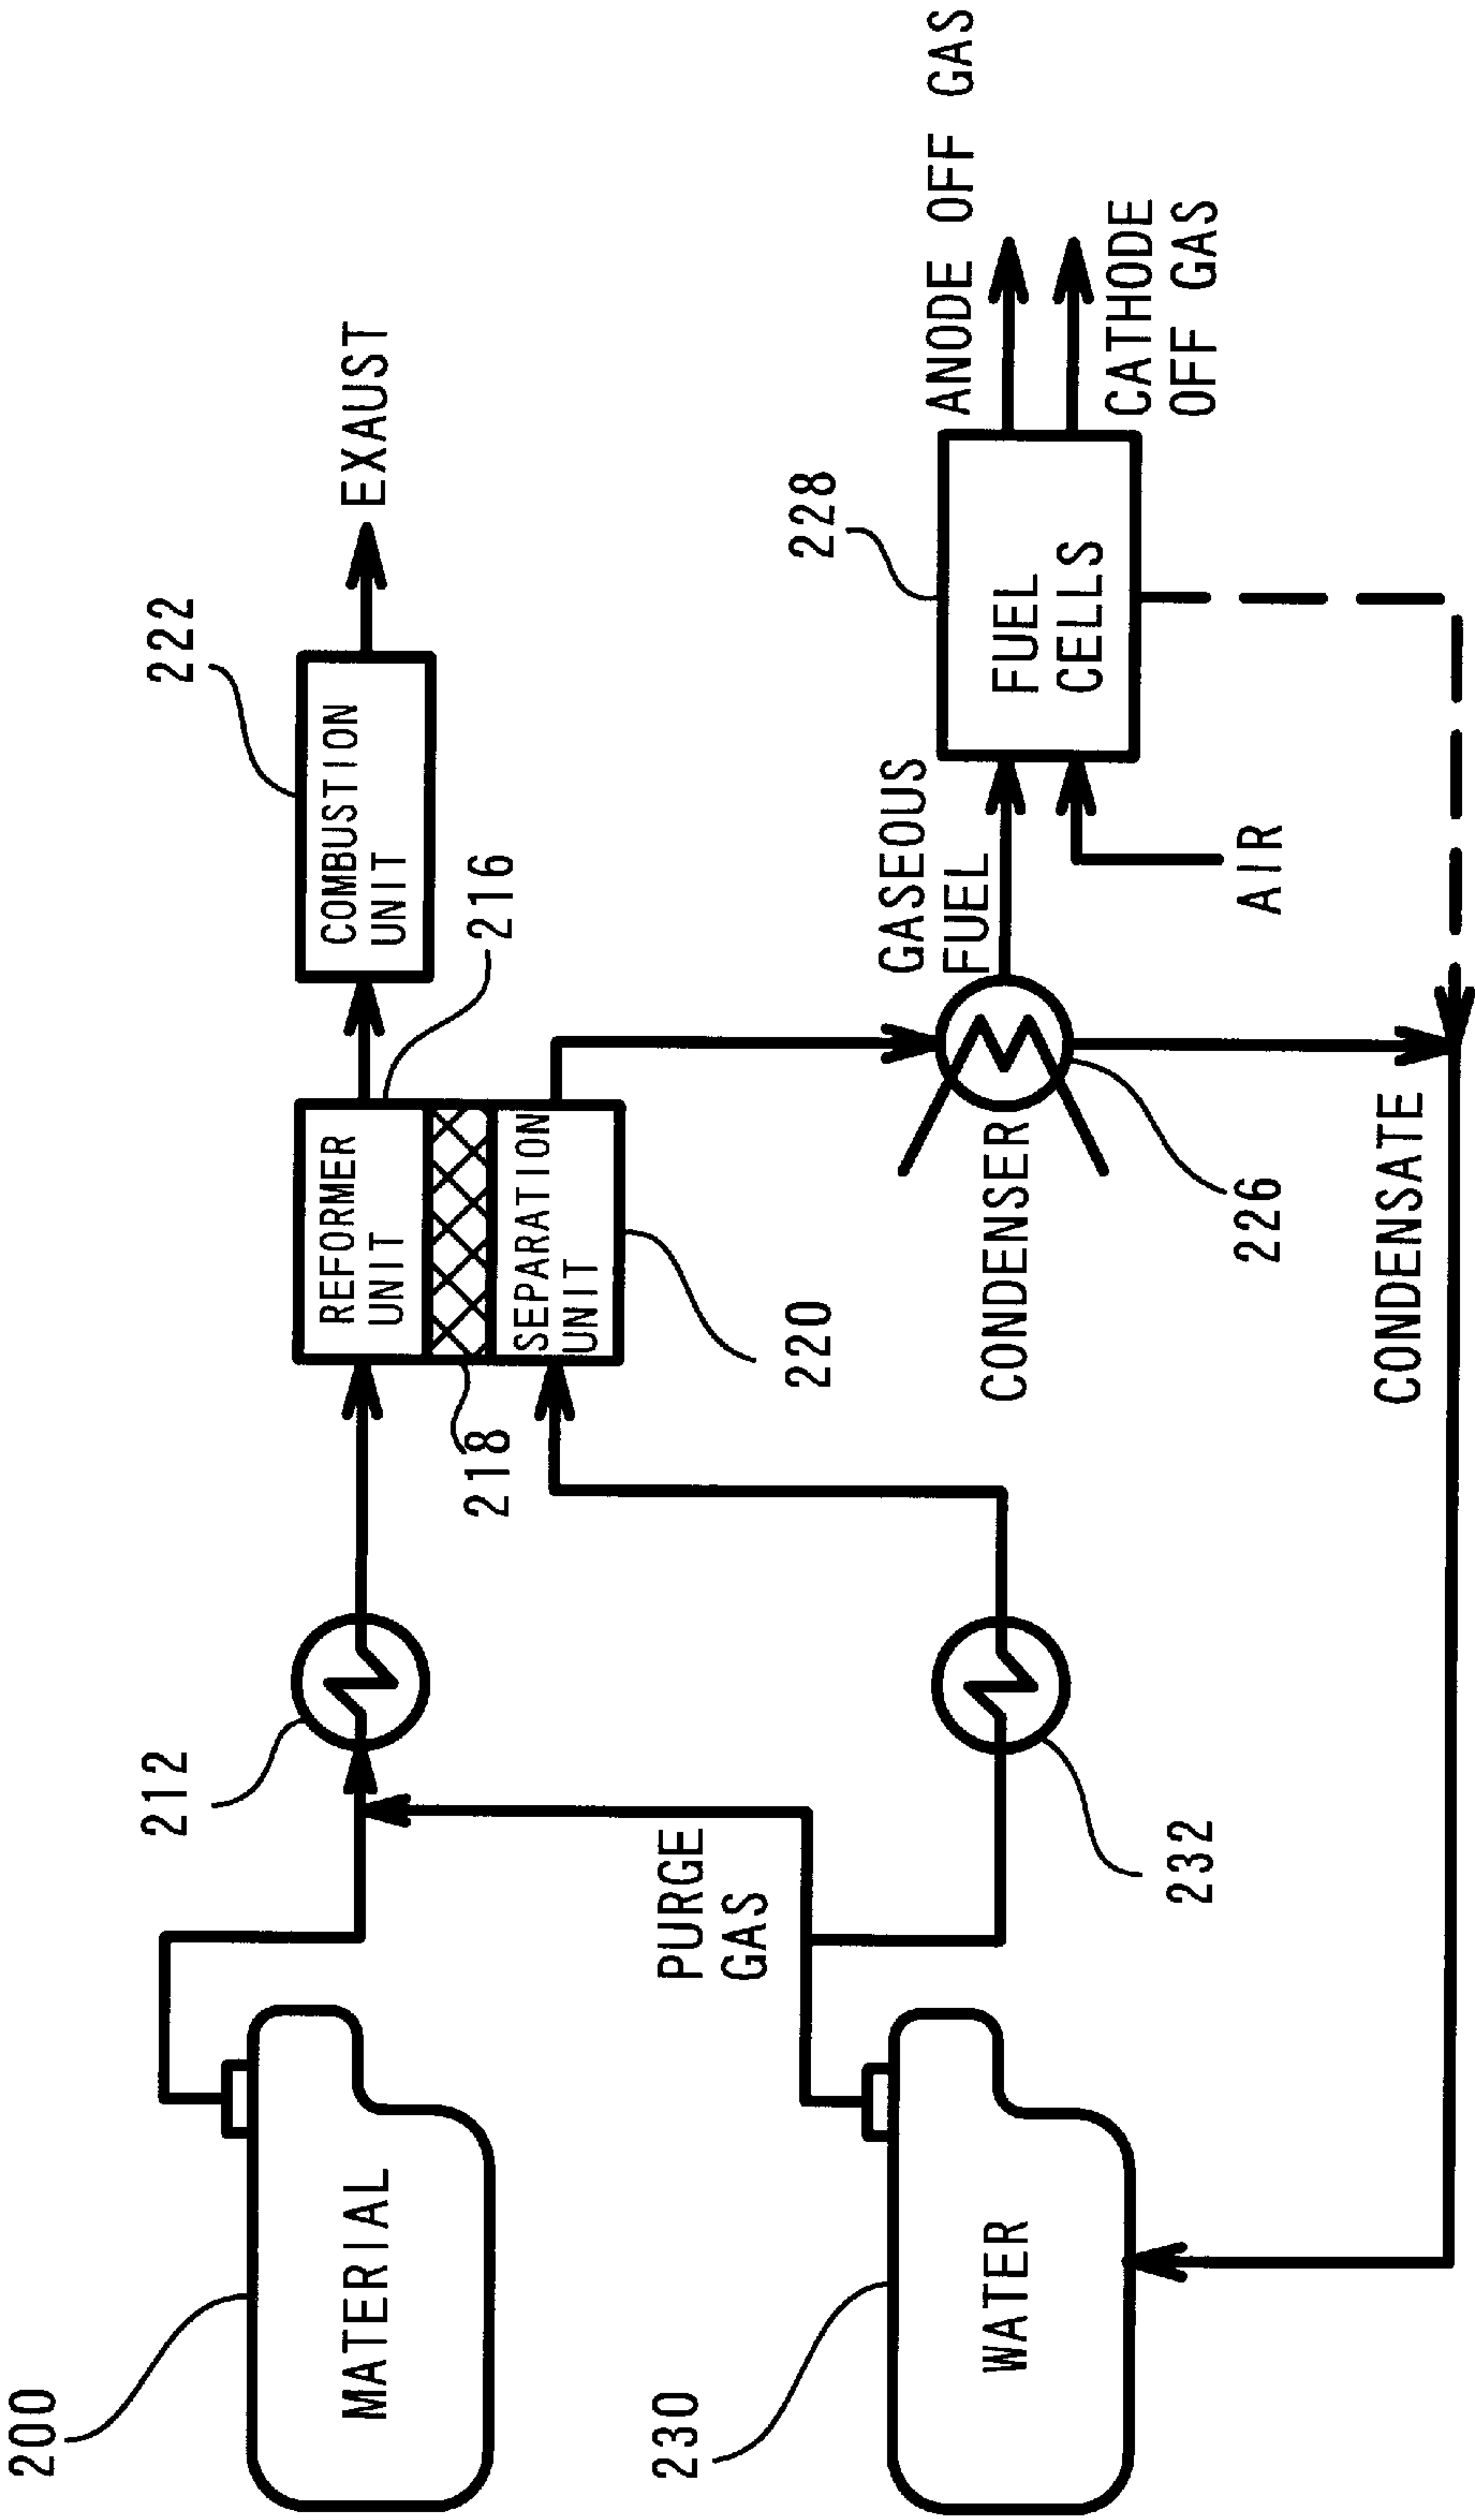 222
COMBUSTION
UNIT
EXAUST
216
212
REFORMER
UNIT
200
MATERIAL
218
SEPARATION
UNIT
220
PURGE
GAS
GASEOUS
FUEL
228
ANODE OFF GAS
230
WATER
CONDENSER
FUEL
CELLS
CATHODE
OFF GAS
232
226
AIR
CONDENSATE